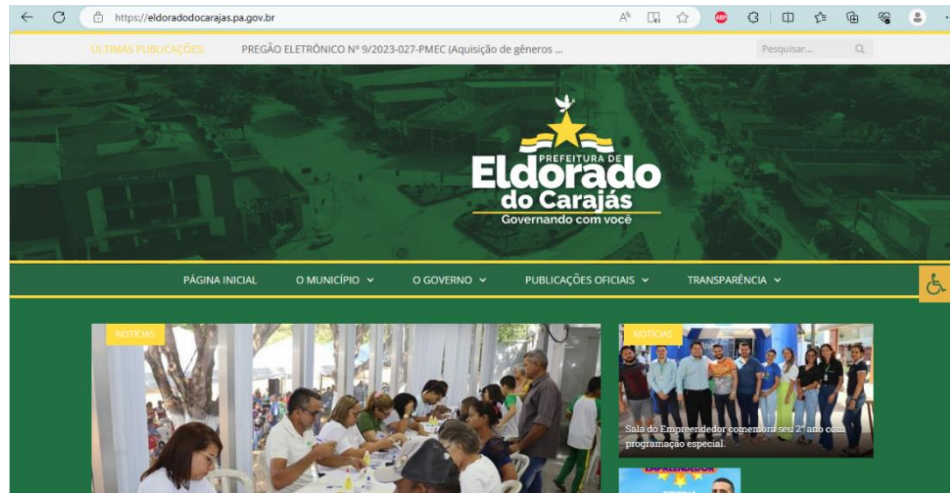 https://eldoradodocarajas.pa.gov.br
ÚLTIMAS PUBLICAÇÕES:
PREGÃO ELETRÔNICO Nº 9/2023-027-PMEC (Aquisição de gêneros ...
Pesquisar...
PREFEITURA DE
Eldorado
do Carajás
Governando com você
PÁGINA INICIAL
O MUNICÍPIO
O GOVERNO
PUBLICAÇÕES OFICIAIS
TRANSPARÊNCIA
NOTÍCIAS
NOTÍCIAS
Sala do Empreendedor comemora seu 2° ano com
programação especial.
EMPREENDEDOR